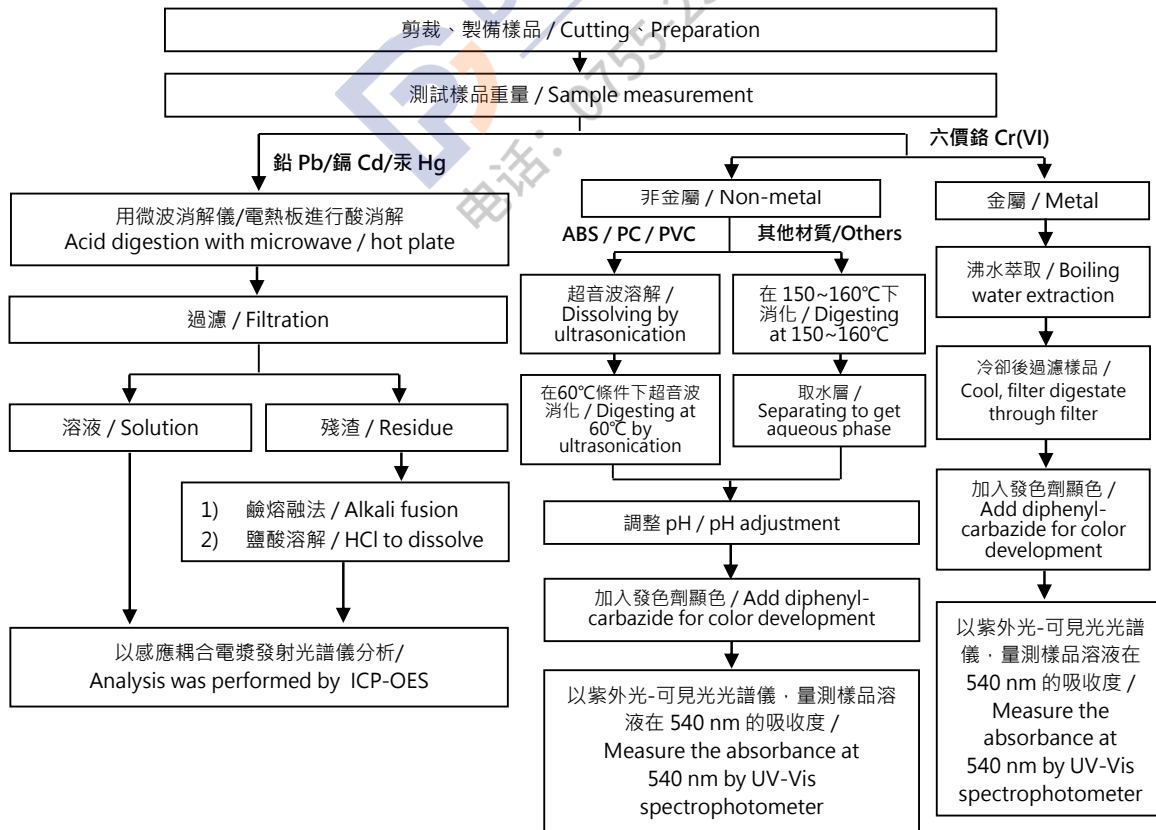 剪裁、製備樣品 / Cutting、Preparation
測試樣品重量 / Sample measurement
鉛 Pb/鎘 Cd/汞 Hg
六價鉻 Cr(VI)
用微波消解儀/電熱板進行酸消解
Acid digestion with microwave / hot plate
過濾 / Filtration
溶液 / Solution
殘渣 / Residue
1) 鹼熔融法 / Alkali fusion
2) 鹽酸溶解 / HCl to dissolve
以感應耦合電漿發射光譜儀分析/
Analysis was performed by ICP-OES
非金屬 / Non-metal
ABS / PC / PVC
其他材質/Others
超音波溶解 /
Dissolving by
ultrasonication
在60℃條件下超音波
消化 / Digesting at
60℃ by
ultrasonication
在 150~160℃下
消化 / Digesting
at 150~160℃
取水層 /
Separating to get
aqueous phase
調整 pH / pH adjustment
加入發色劑顯色 / Add diphenyl-
carbazide for color development
以紫外光-可見光光譜儀，量測樣品溶
液在 540 nm 的吸收度 /
Measure the absorbance at
540 nm by UV-Vis
spectrophotometer
金屬 / Metal
沸水萃取 / Boiling
water extraction
冷卻後過濾樣品 /
Cool, filter digestate
through filter
加入發色劑顯色 /
Add diphenyl-
carbazide for color
development
以紫外光-可見光光譜
儀，量測樣品溶液在
540 nm 的吸收度 /
Measure the
absorbance at
540 nm by UV-Vis
spectrophotometer
电话：0755-2